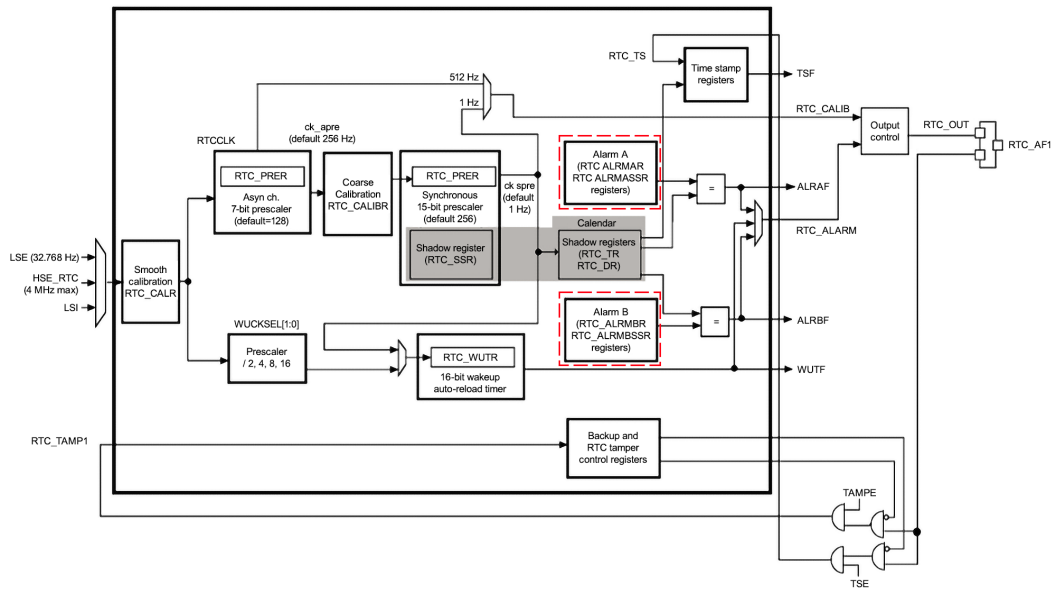 RTC_TS
Time stamp
registers
TSF
512 Hz
1 Hz
RTC_CALIB
Output
control
RTC_OUT
RTC_AF1
RTCCLK
ck_apre
(default 256 Hz)
RTC_PRER
Asyn ch.
7-bit prescaler
(default=128)
Coarse
Calibration
RTC_CALIBR
RTC_PRER
Synchronous
15-bit prescaler
(default 256)
ck spre
(default
1 Hz)
Alarm A
(RTC ALRMAR
RTC ALRMASSR
registers)
=
ALRAF
RTC_ALARM
Calendar
Shadow register
(RTC_SSR)
Shadow registers
(RTC_TR
RTC_DR)
LSE (32.768 Hz)
HSE_RTC
(4 MHz max)
LSI
Smooth
calibration
RTC_CALR
Alarm B
(RTC_ALRMBR
RTC_ALRMBSSR
registers)
=
ALRBF
WUCKSEL[1:0]
Prescaler
/ 2, 4, 8, 16
RTC_WUTR
16-bit wakeup
auto-reload timer
WUTF
RTC_TAMP1
Backup and
RTC tamper
control registers
TAMPE
TSE